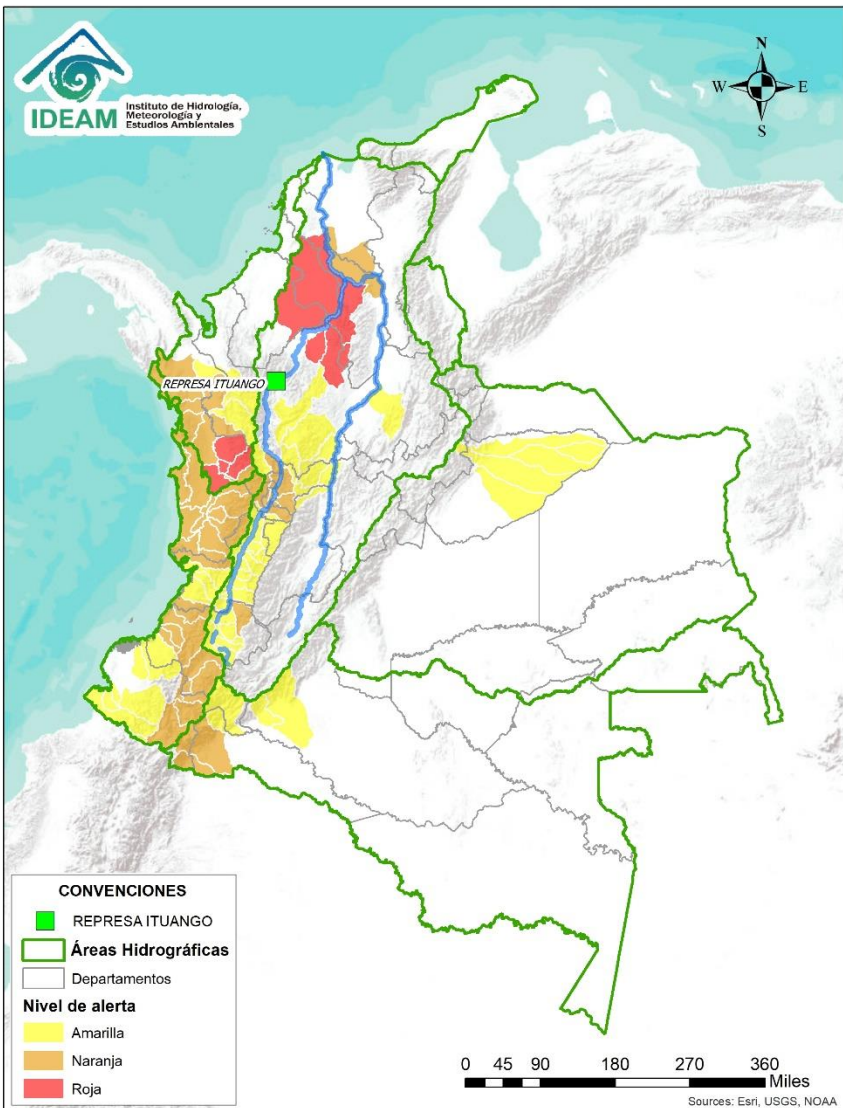 IDEAM
Instituto de Hidrología,
Meteorología y
Estudios Ambientales
N
W
E
S
REPRESA ITUANGO
CONVENCIONES
REPRESA ITUANGO
Áreas Hidrográficas
Departamentos
Nivel de alerta
Amarilla
Naranja
Roja
0 45 90 180 270 360
Miles
Sources: Esri, USGS, NOAA